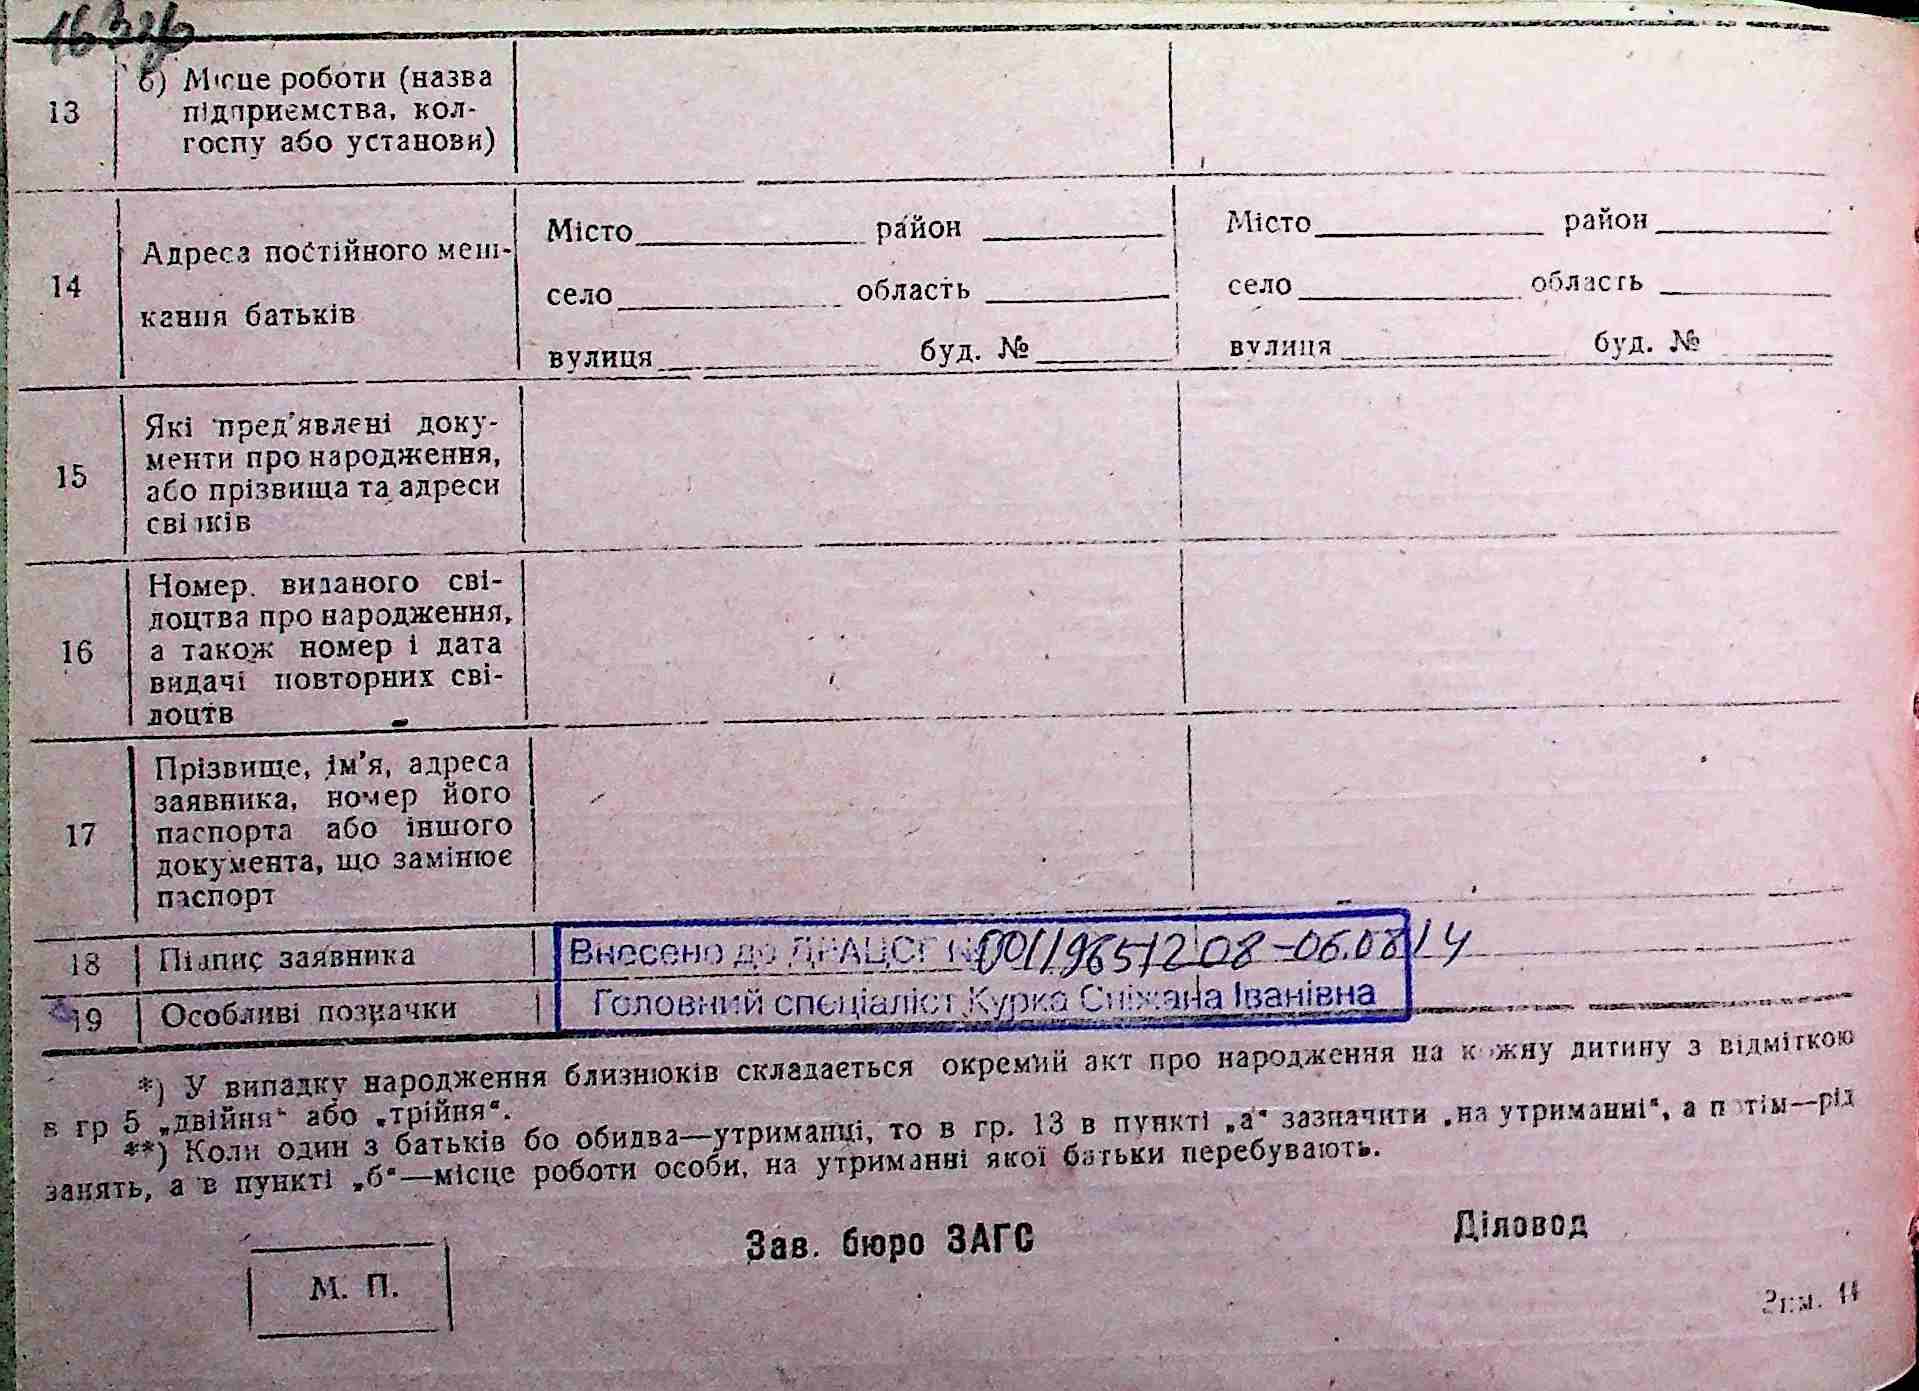 163зв
13 б) Місце роботи (назва
підприємства, кол-
госпу або установи)
14 Адреса постійного меш-
кання батьків
Місто район
село область
вулиця буд. №
Місто район
село область
вулиця буд. №
15 Які пред'явлені доку-
менти про народження,
або прізвища та адреси
свідків
16 Номер. виданого сві-
доцтва про народження,
а також номер і дата
видачі повторних сві-
доцтв
17 Прізвище, ім'я, адреса
заявника, номер його
паспорта або іншого
документа, що замінює
паспорт
18 Підпис заявника
Внесено до ДРАЦСГ № 00119651208-06.08.14
19 Особливі позначки
Головний спеціаліст Курка Сніжана Іванівна
*) У випадку народження близнюків складається окремий акт про народження на кожну дитину з відміткою
в гр 5 „двійня“ або „трійня“.
**) Коли один з батьків бо обидва—утриманці, то в гр. 13 в пункті „а“ зазначити „на утриманні“, а потім—рід
занять, а в пункті „б“—місце роботи особи, на утриманні якої батьки перебувають.
Зав. бюро ЗАГС
Діловод
М. П.